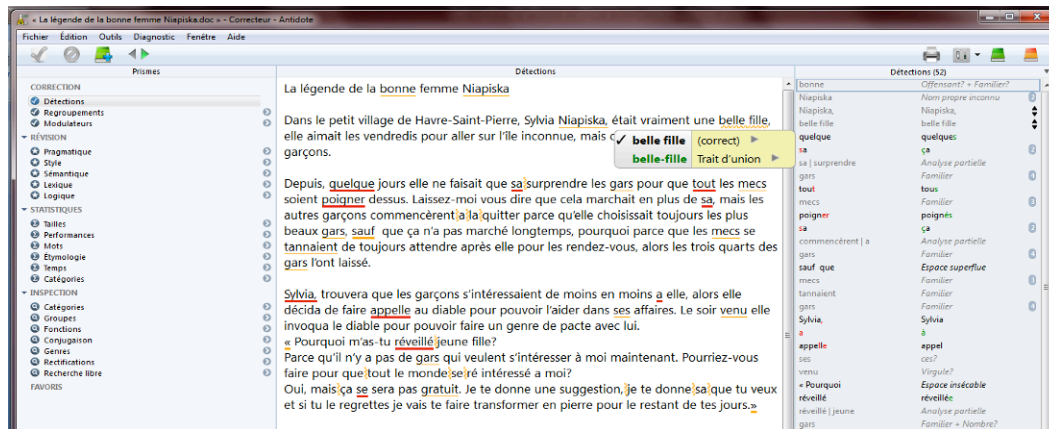 « La légende de la bonne femme Niapiska.doc » - Correcteur - Antidote
Fichier Édition Outils Diagnostic Fenêtre Aide
Prismes Détections Détections (52)
CORRECTION
Détections
Regroupements
Modulateurs
RÉVISION
Pragmatique
Style
Sémantique
Lexique
Logique
STATISTIQUES
Tailles
Performances
Mots
Étymologie
Temps
Catégories
INSPECTION
Catégories
Groupes
Fonctions
Conjugaison
Genres
Rectifications
Recherche libre
FAVORIS
La légende de la bonne femme Niapiska
Dans le petit village de Havre-Saint-Pierre, Sylvia Niapiska, était vraiment une belle fille,
elle aimait les vendredis pour aller sur l'île inconnue, mais
garçons.
✓ belle fille (correct)
belle-fille Trait d'union
Depuis, quelque jours elle ne faisait que sa surprendre les gars pour que tout les mecs
soient poigner dessus. Laissez-moi vous dire que cela marchait en plus de sa, mais les
autres garçons commencèrent a la quitter parce qu'elle choisissait toujours les plus
beaux gars, sauf que ça n'a pas marché longtemps, pourquoi parce que les mecs se
tannaient de toujours attendre après elle pour les rendez-vous, alors les trois quarts des
gars l'ont laissé.
Sylvia, trouvera que les garçons s'intéressaient de moins en moins a elle, alors elle
décida de faire appelle au diable pour pouvoir l'aider dans ses affaires. Le soir venu elle
invoqua le diable pour pouvoir faire un genre de pacte avec lui.
« Pourquoi m'as-tu réveillé jeune fille?
Parce qu'il n'y a pas de gars qui veulent s'intéresser à moi maintenant. Pourriez-vous
faire pour que tout le monde se ré intéressé a moi?
Oui, mais ça se sera pas gratuit. Je te donne une suggestion, je te donne sa que tu veux
et si tu le regrettes je vais te faire transformer en pierre pour le restant de tes jours.»
bonne Offensant? + Familier?
Niapiska Nom propre inconnu
Niapiska, Niapiska,
belle fille belle fille
quelque quelques
sa ça
sa | surprendre Analyse partielle
gars Familier
tout tous
mecs Familier
poigner poignés
sa ça
commencèrent | a Analyse partielle
gars Familier
sauf que Espace superflue
mecs Familier
tannaient Familier
gars Familier
Sylvia, Sylvia
a à
appelle appel
ses ces?
venu Virgule?
« Pourquoi Espace insécable
réveillé réveillée
réveillé | jeune Analyse partielle
gars Familier + Nombre?